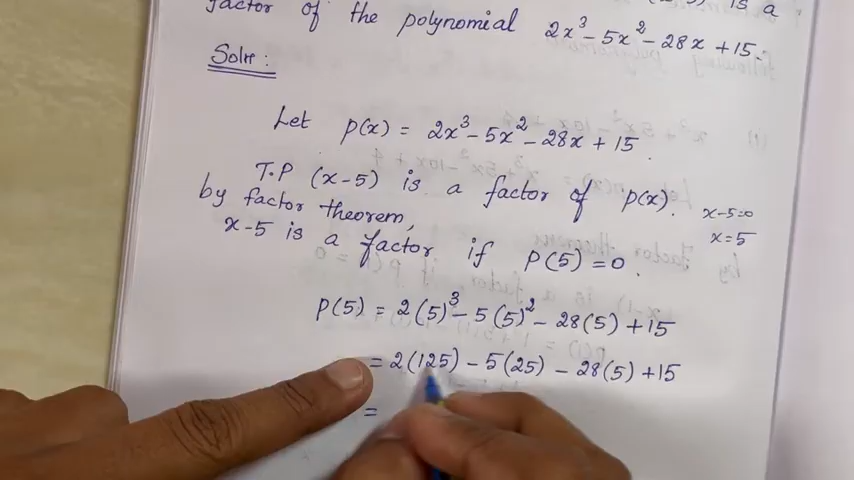 factor of the polynomial 2x³ - 5x² - 28x + 15.
Soln :
Let p(x) = 2x³ - 5x² - 28x + 15.
T.P (x-5) is a factor of p(x).
x-5=0
by factor theorem,
x=5
x-5 is a factor if p(5) = 0.
P(5) = 2(5)³ - 5(5)² - 28(5) + 15
= 2(125) - 5(25) - 28(5) + 15
=